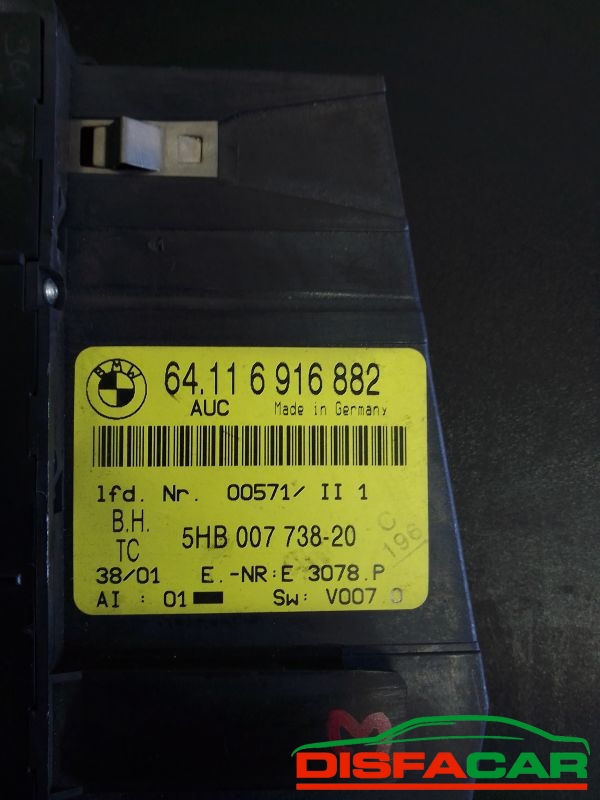 BMW
64.11 6 916 882
AUC Made in Germany
lfd. Nr. 00571/ II 1
B.H.
TC 5HB 007 738-20
C
196
38/01 E.-NR:E 3078.P
AI : 01 Sw: V007.0
DISFACAR